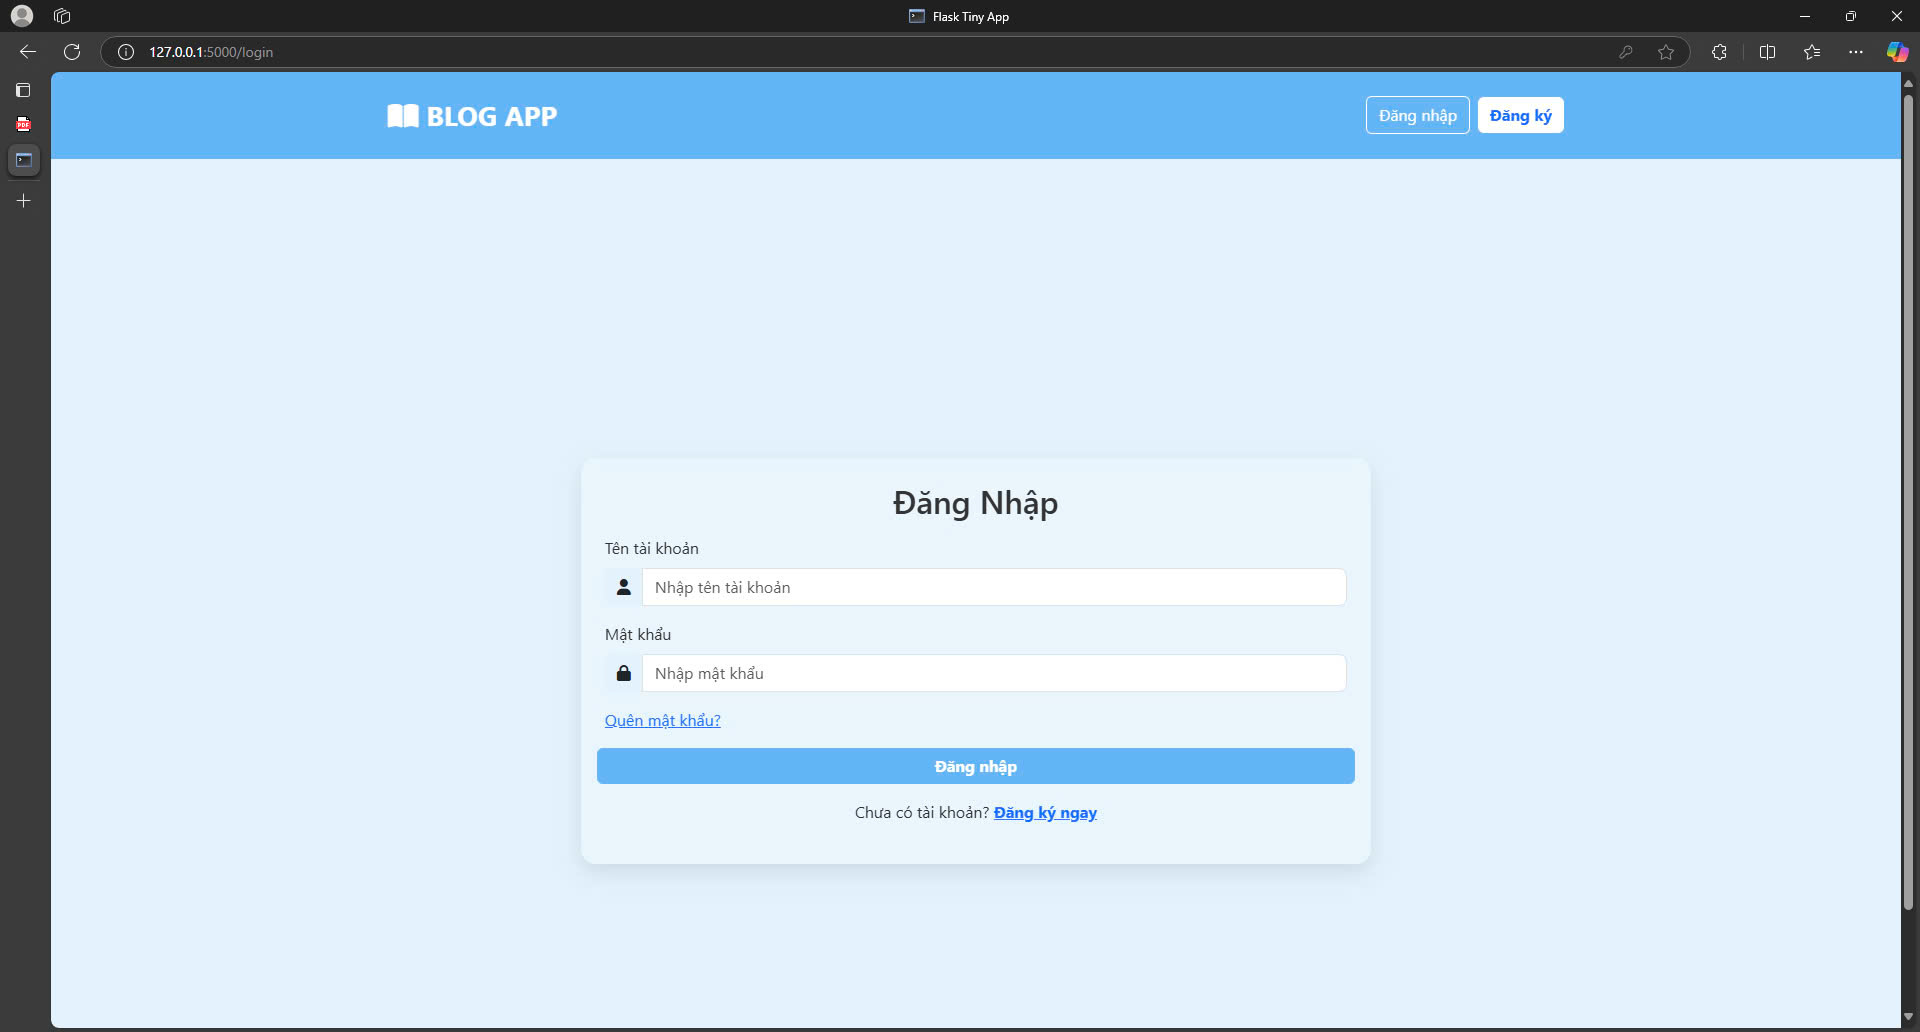 Flask Tiny App
127.0.0.1:5000/login
PDF
BLOG APP
Đăng nhập
Đăng ký
Đăng Nhập
Tên tài khoản
Nhập tên tài khoản
Mật khẩu
Nhập mật khẩu
Quên mật khẩu?
Đăng nhập
Chưa có tài khoản? Đăng ký ngay